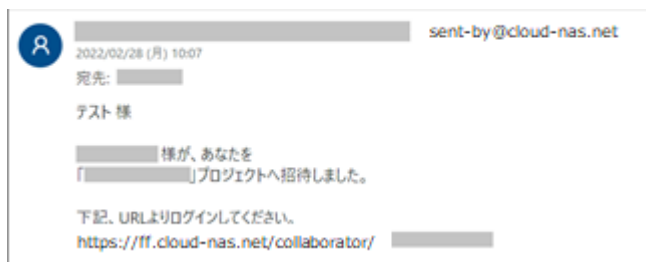 sent-by@cloud-nas.net
2022/02/28 (月) 10:07
宛先:
テスト 様
様が、あなたを
「 」プロジェクトへ招待しました。
下記、URLよりログインしてください。
https://ff.cloud-nas.net/collaborator/